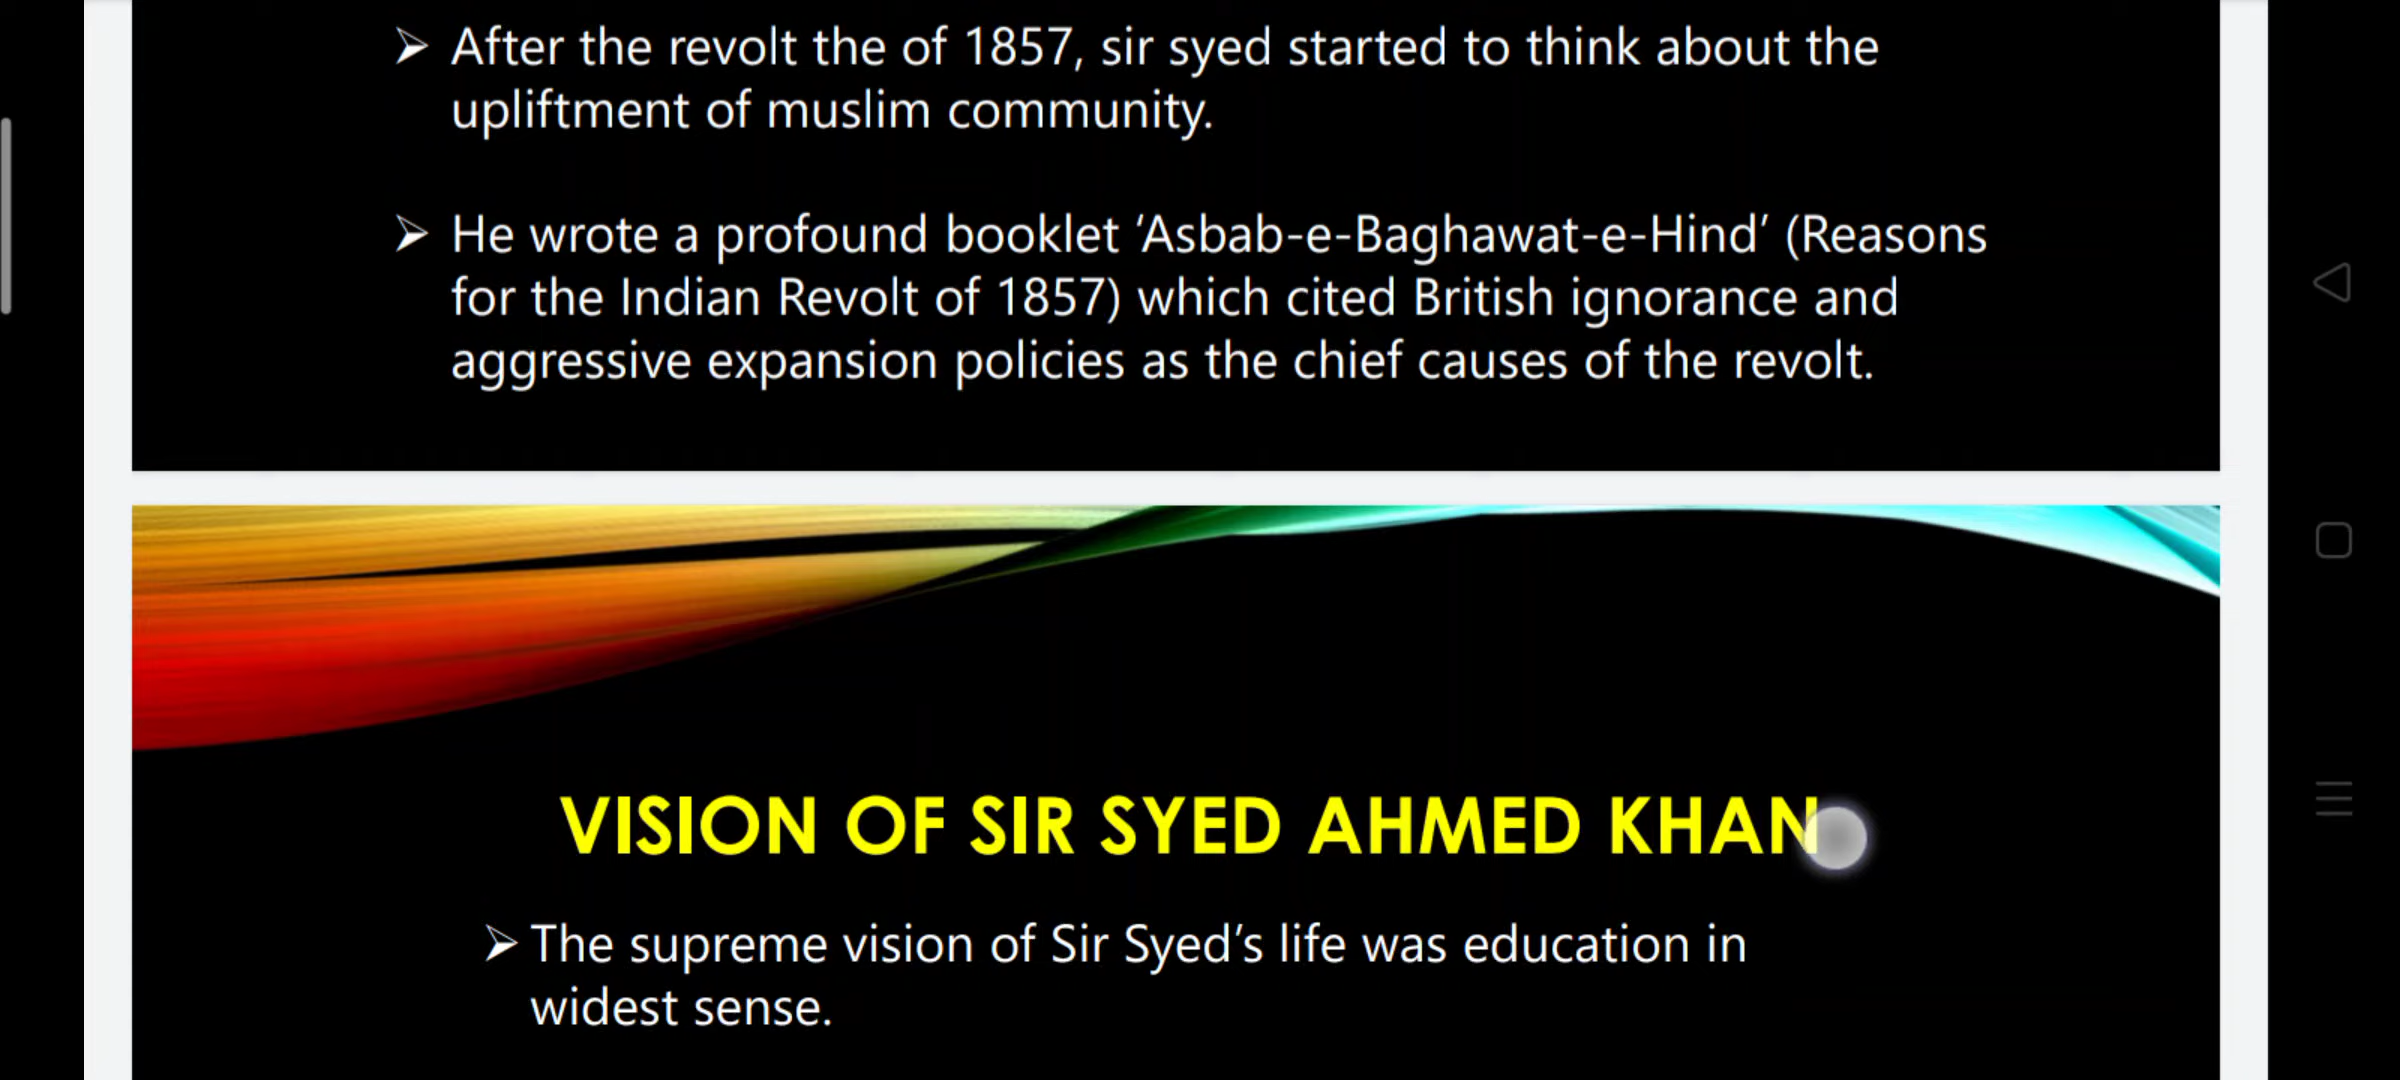 ➢ After the revolt the of 1857, sir syed started to think about the
upliftment of muslim community.
➢ He wrote a profound booklet ‘Asbab-e-Baghawat-e-Hind’ (Reasons
for the Indian Revolt of 1857) which cited British ignorance and
aggressive expansion policies as the chief causes of the revolt.
VISION OF SIR SYED AHMED KHAN
➢ The supreme vision of Sir Syed’s life was education in
widest sense.